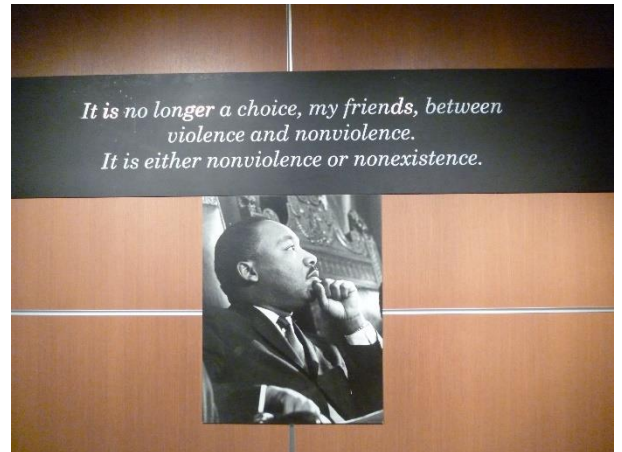 It is no longer a choice, my friends, between
violence and nonviolence.
It is either nonviolence or nonexistence.